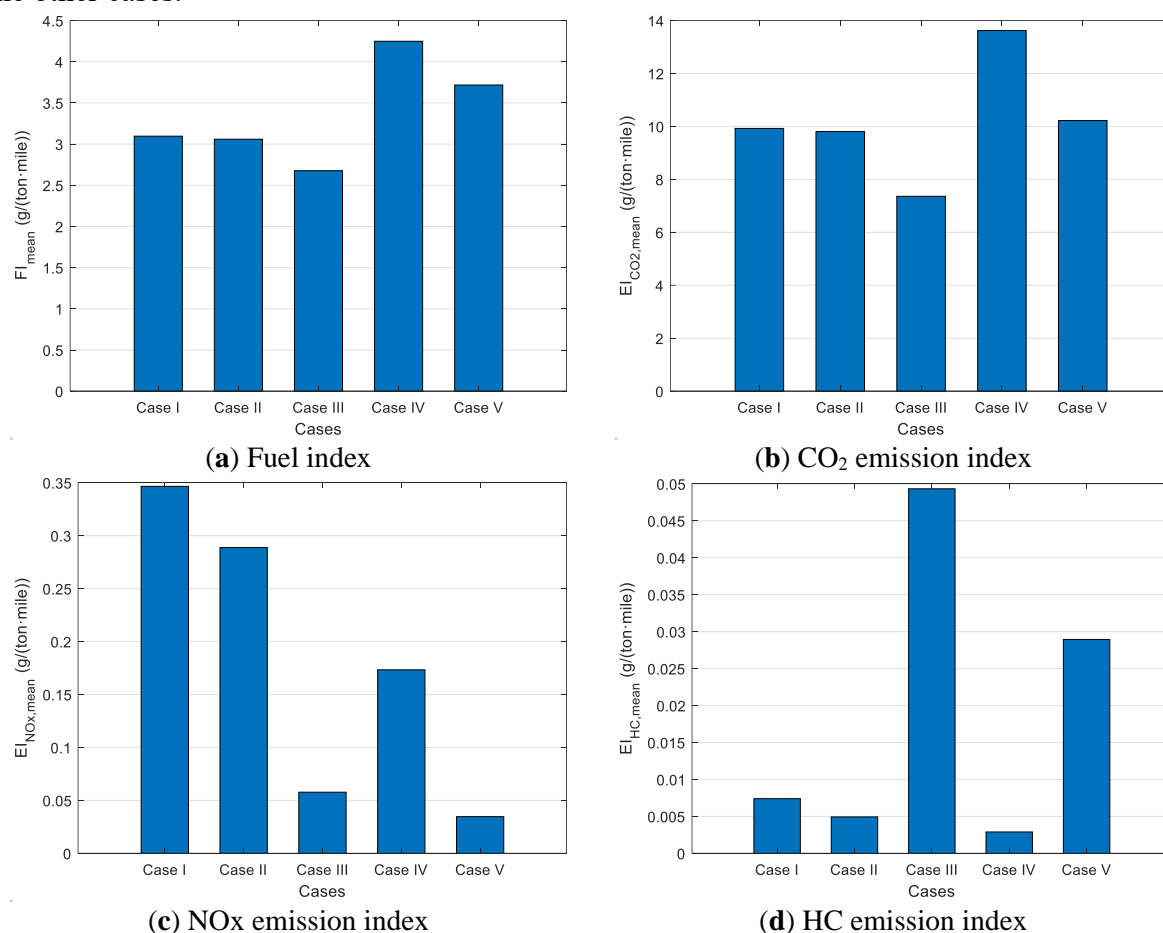 4.5
4
3.5
3
2.5
2
1.5
1
0.5
0
FI_mean (g/(ton·mile))
Case I Case II Case III Case IV Case V
Cases
(a) Fuel index
14
12
10
8
6
4
2
0
EI_CO2,mean (g/(ton·mile))
Case I Case II Case III Case IV Case V
Cases
(b) CO₂ emission index
0.35
0.3
0.25
0.2
0.15
0.1
0.05
0
EI_NOx,mean (g/(ton·mile))
Case I Case II Case III Case IV Case V
Cases
(c) NOx emission index
0.05
0.045
0.04
0.035
0.03
0.025
0.02
0.015
0.01
0.005
0
EI_HC,mean (g/(ton·mile))
Case I Case II Case III Case IV Case V
Cases
(d) HC emission index